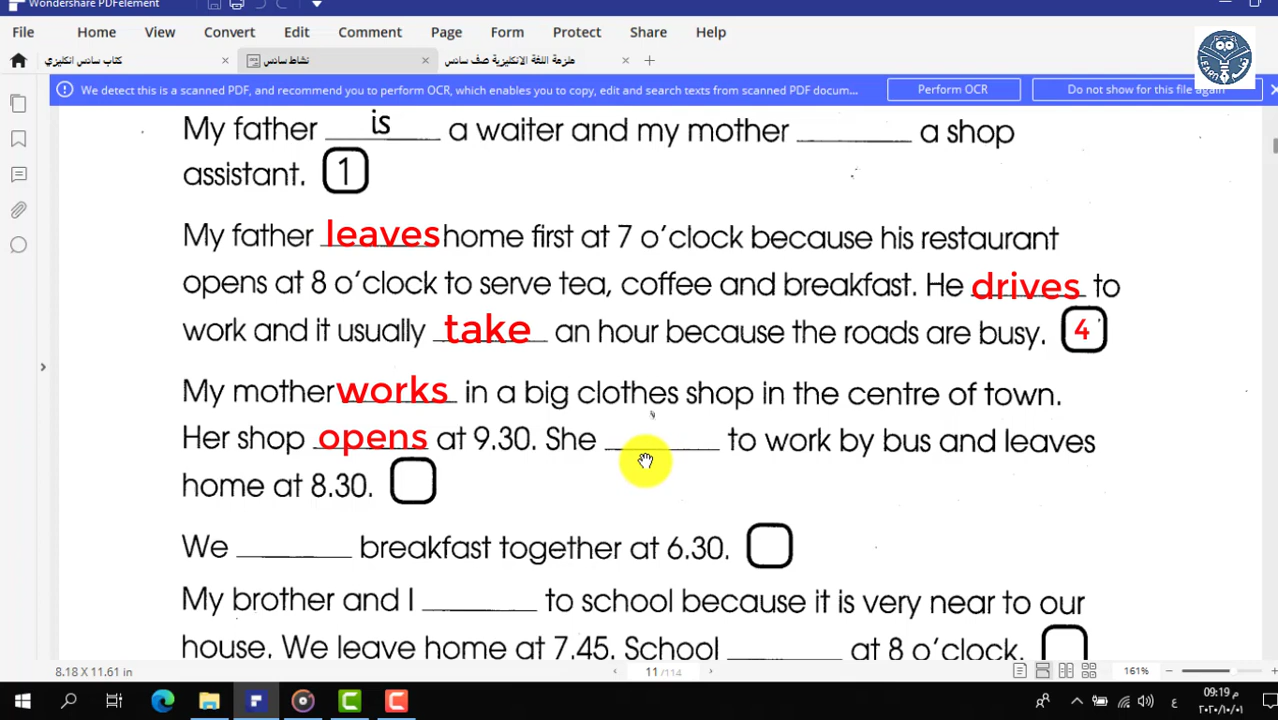 Wondershare PDFelement
File Home View Convert Edit Comment Page Form Protect Share Help
كتاب سادس انكليزي × نشاط سادس × ملزمة اللغة الانكليزية صف سادس × +
We detect this is a scanned PDF, and recommend you to perform OCR, which enables you to copy, edit and search texts from scanned PDF docum... Perform OCR Do not show for this file again
LEARN
My father is a waiter and my mother ________ a shop
assistant. 1
My father leaves home first at 7 o'clock because his restaurant
opens at 8 o'clock to serve tea, coffee and breakfast. He drives to
work and it usually take an hour because the roads are busy. 4
My mother works in a big clothes shop in the centre of town.
Her shop opens at 9.30. She ________ to work by bus and leaves
home at 8.30.
We ________ breakfast together at 6.30.
My brother and I ________ to school because it is very near to our
house. We leave home at 7.45. School ________ at 8 o'clock.
8.18 x 11.61 in 11 /114 161%
ع م 09:19
٢٠٢٠/١٠/٠١